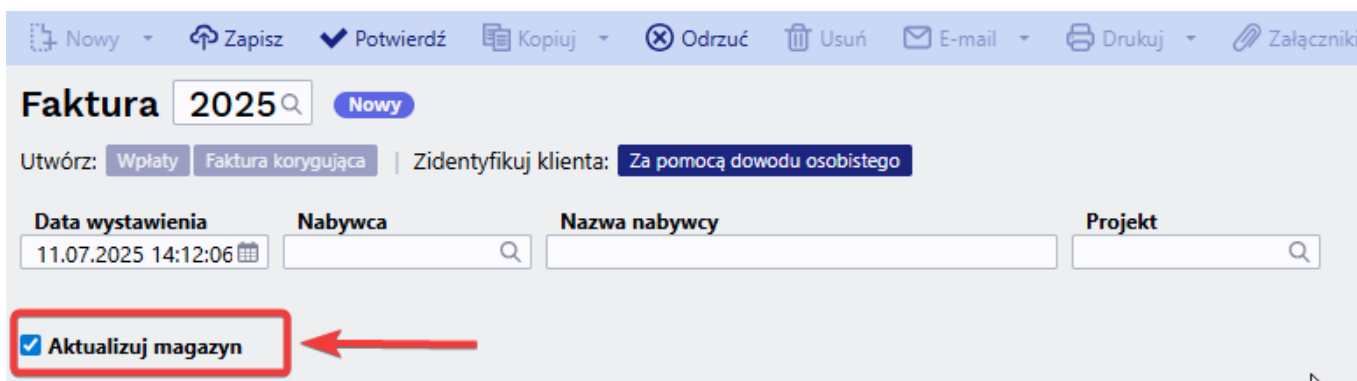 Nowy Zapisz Potwierdź Kopiuj Odrzuć Usuń E-mail Drukuj Załączniki
Faktura 2025 Nowy
Utwórz: Wpłaty Faktura korygująca | Zidentyfikuj klienta: Za pomocą dowodu osobistego
Data wystawienia Nabywca Nazwa nabywcy Projekt
11.07.2025 14:12:06
Aktualizuj magazyn